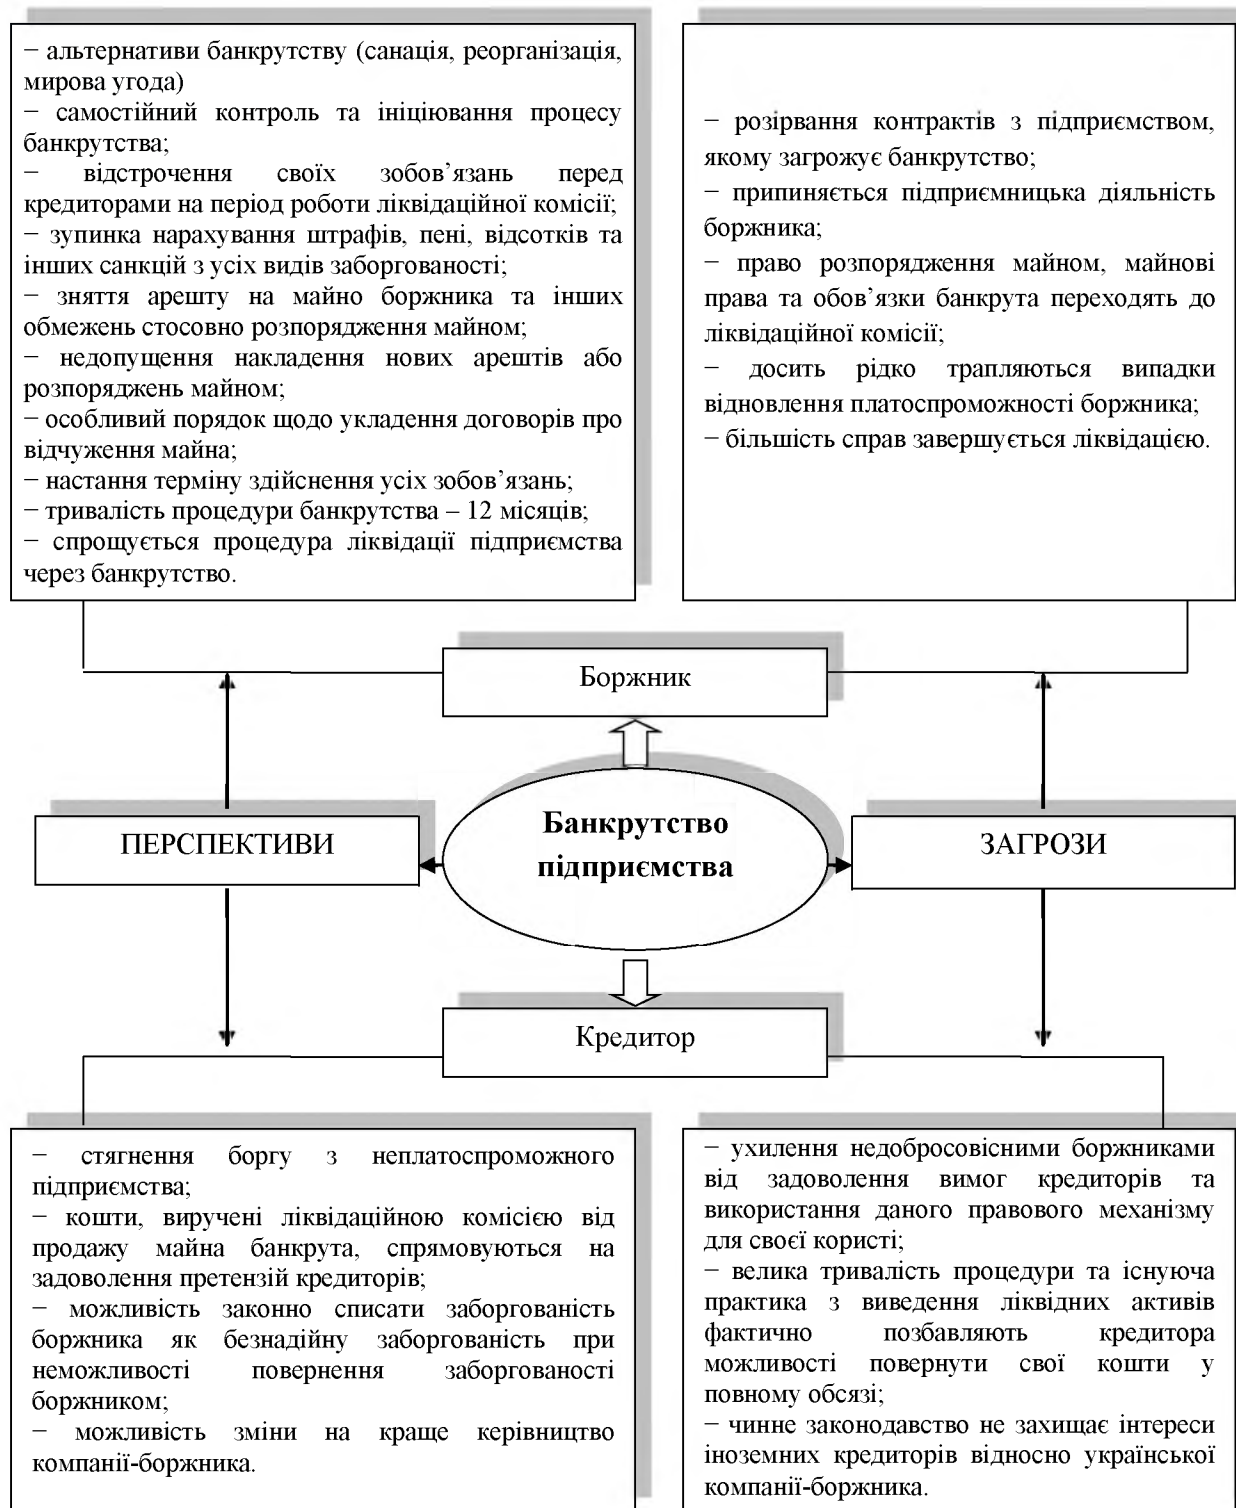 − альтернативи банкрутству (санація, реорганізація,
мирова угода)
− самостійний контроль та ініціювання процесу
банкрутства;
− відстрочення своїх зобов’язань перед
кредиторами на період роботи ліквідаційної комісії;
− зупинка нарахування штрафів, пені, відсотків та
інших санкцій з усіх видів заборгованості;
− зняття арешту на майно боржника та інших
обмежень стосовно розпорядження майном;
− недопущення накладення нових арештів або
розпоряджень майном;
− особливий порядок щодо укладення договорів про
відчуження майна;
− настання терміну здійснення усіх зобов’язань;
− тривалість процедури банкрутства – 12 місяців;
− спрощується процедура ліквідації підприємства
через банкрутство.
− розірвання контрактів з підприємством,
якому загрожує банкрутство;
− припиняється підприємницька діяльність
боржника;
− право розпорядження майном, майнові
права та обов’язки банкрута переходять до
ліквідаційної комісії;
− досить рідко трапляються випадки
відновлення платоспроможності боржника;
− більшість справ завершується ліквідацією.
Боржник
ПЕРСПЕКТИВИ
Банкрутство
підприємства
ЗАГРОЗИ
Кредитор
− стягнення боргу з неплатоспроможного
підприємства;
− кошти, виручені ліквідаційною комісією від
продажу майна банкрута, спрямовуються на
задоволення претензій кредиторів;
− можливість законно списати заборгованість
боржника як безнадійну заборгованість при
неможливості повернення заборгованості
боржником;
− можливість зміни на краще керівництво
компанії-боржника.
− ухилення недобросовісними боржниками
від задоволення вимог кредиторів та
використання даного правового механізму
для своєї користі;
− велика тривалість процедури та існуюча
практика з виведення ліквідних активів
фактично позбавляють кредитора
можливості повернути свої кошти у
повному обсязі;
− чинне законодавство не захищає інтереси
іноземних кредиторів відносно української
компанії-боржника.